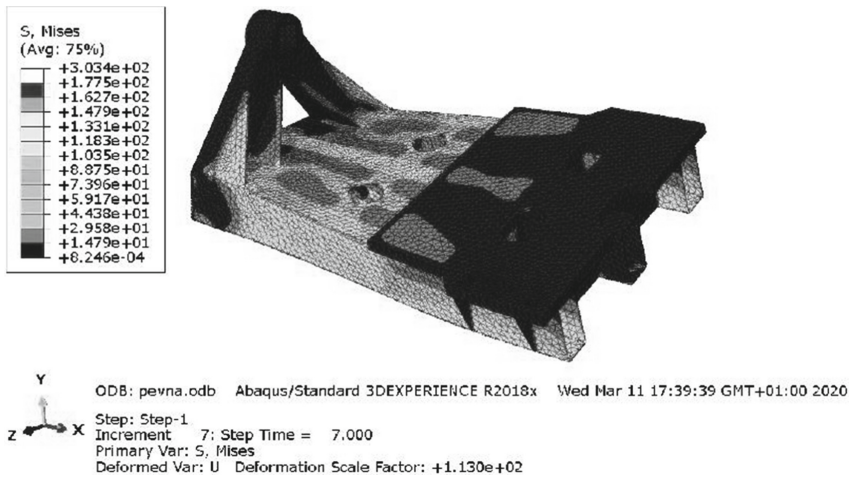 S, Mises
(Avg: 75%)
+3.034e+02
+1.775e+02
+1.627e+02
+1.479e+02
+1.331e+02
+1.183e+02
+1.035e+02
+8.875e+01
+7.396e+01
+5.917e+01
+4.438e+01
+2.958e+01
+1.479e+01
+8.246e-04
Y
Z X
ODB: pevna.odb Abaqus/Standard 3DEXPERIENCE R2018x Wed Mar 11 17:39:39 GMT+01:00 2020
Step: Step-1
Increment 7: Step Time = 7.000
Primary Var: S, Mises
Deformed Var: U Deformation Scale Factor: +1.130e+02